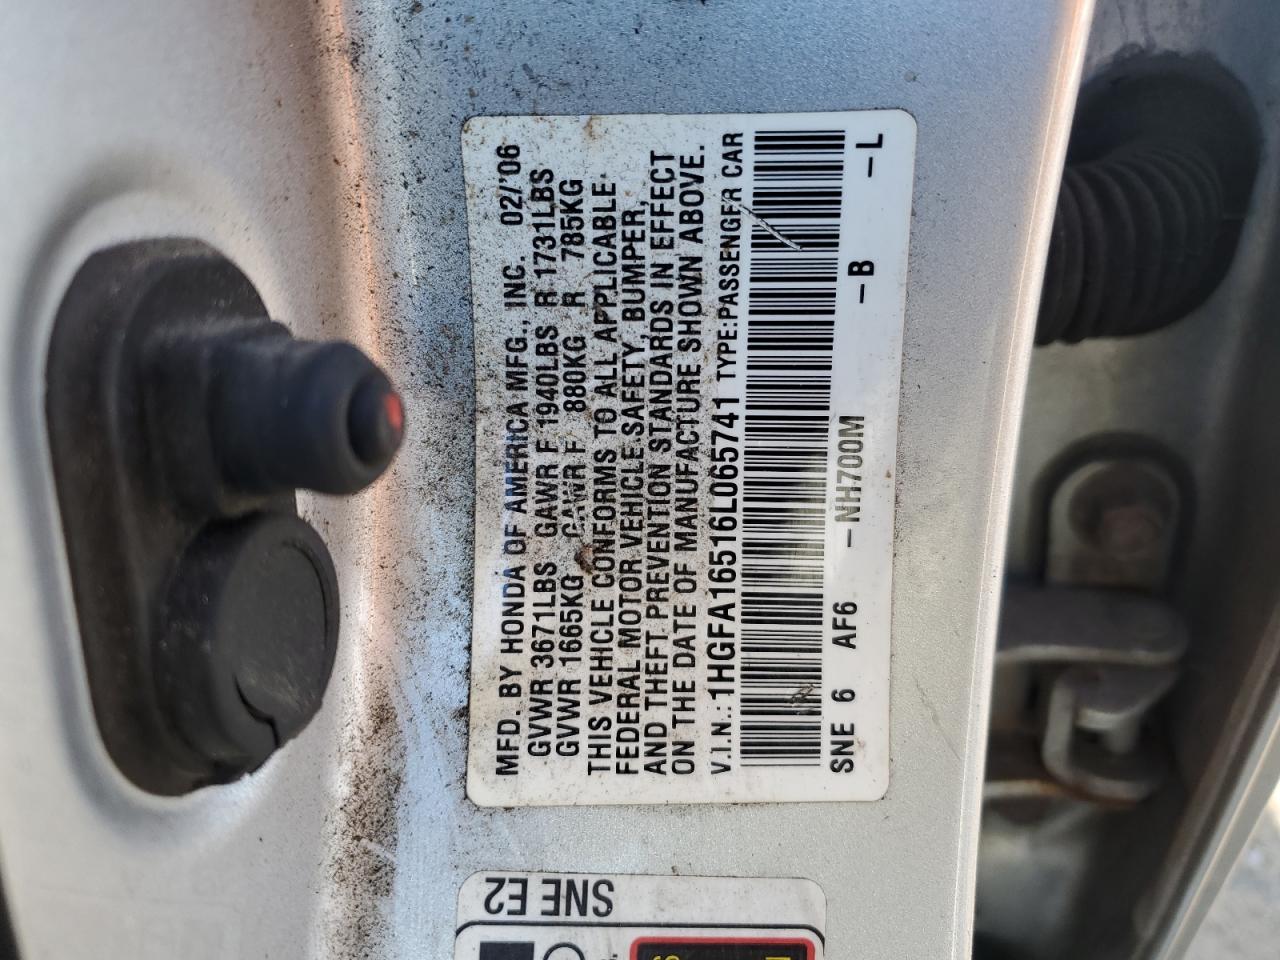 MFD. BY HONDA OF AMERICA MFG., INC. 02/'06
GVWR 3671LBS GAWR F 1940LBS R 1731LBS
GVWR 1665KG GAWR F 880KG R 785KG
THIS VEHICLE CONFORMS TO ALL APPLICABLE
FEDERAL MOTOR VEHICLE SAFETY, BUMPER,
AND THEFT PREVENTION STANDARDS IN EFFECT
ON THE DATE OF MANUFACTURE SHOWN ABOVE.
V.I.N.: 1HGFA16516L065741 TYPE:PASSENGER CAR
SNE 6 AF6 -NH700M -B -L
SNE E2